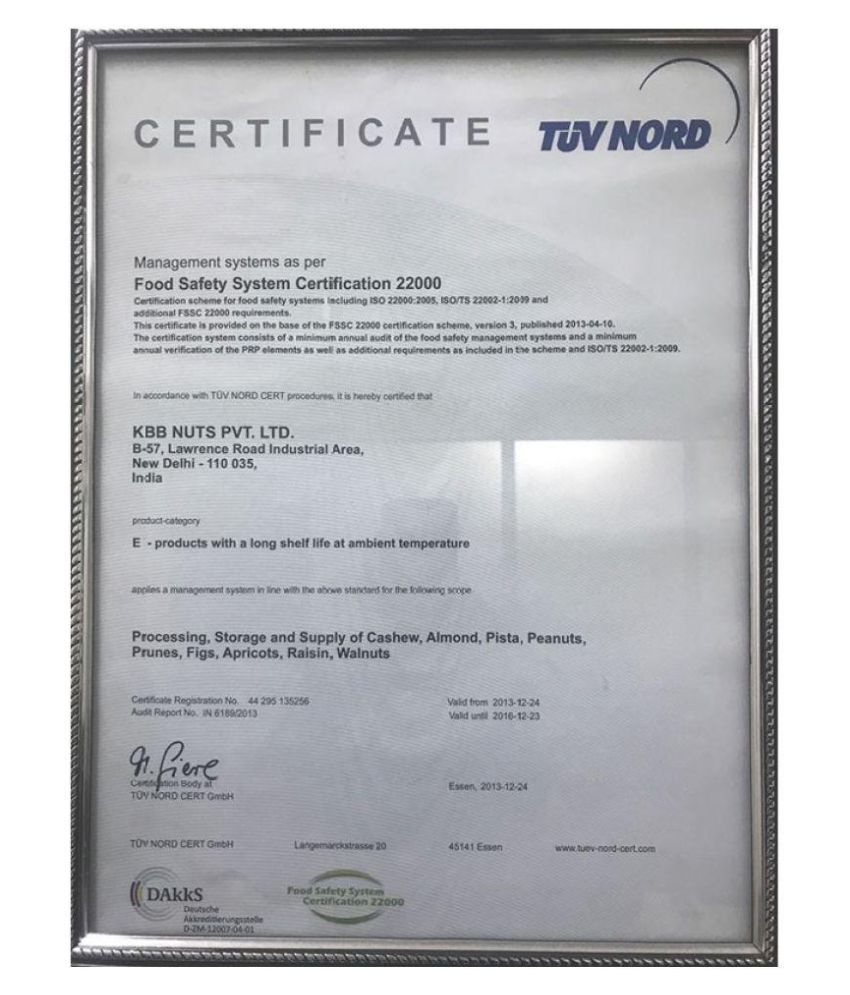 CERTIFICATE
TÜV NORD
Management systems as per
Food Safety System Certification 22000
Certification scheme for food safety systems including ISO 22000:2005, ISO/TS 22002-1:2009 and
additional FSSC 22000 requirements.
This certificate is provided on the base of the FSSC 22000 certification scheme, version 3, published 2013-04-10.
The certification system consists of a minimum annual audit of the food safety management systems and a minimum
annual verification of the PRP elements as well as additional requirements as included in the scheme and ISO/TS 22002-1:2009.
In accordance with TÜV NORD CERT procedures, it is hereby certified that
KBB NUTS PVT. LTD.
B-57, Lawrence Road Industrial Area,
New Delhi - 110 035,
India
product-category
E - products with a long shelf life at ambient temperature
applies a management system in line with the above standard for the following scope
Processing, Storage and Supply of Cashew, Almond, Pista, Peanuts,
Prunes, Figs, Apricots, Raisin, Walnuts
Certificate Registration No. 44 295 135256
Audit Report No. IN 6189/2013
Valid from 2013-12-24
Valid until 2016-12-23
Certification Body at
TÜV NORD CERT GmbH
Essen, 2013-12-24
TÜV NORD CERT GmbH Langemarckstrasse 20 45141 Essen www.tuev-nord-cert.com
DAkkS
Deutsche
Akkreditierungsstelle
D-ZM-12007-04-01
Food Safety System
Certification 22000